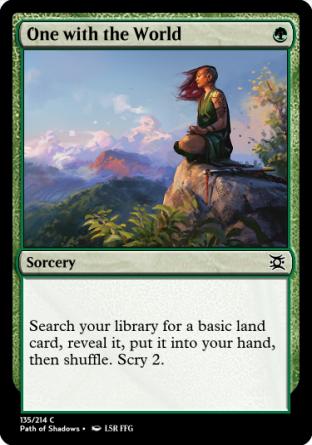 One with the World
Sorcery
Search your library for a basic land
card, reveal it, put it into your hand,
then shuffle. Scry 2.
135/214 C
Path of Shadows • LSR FFG